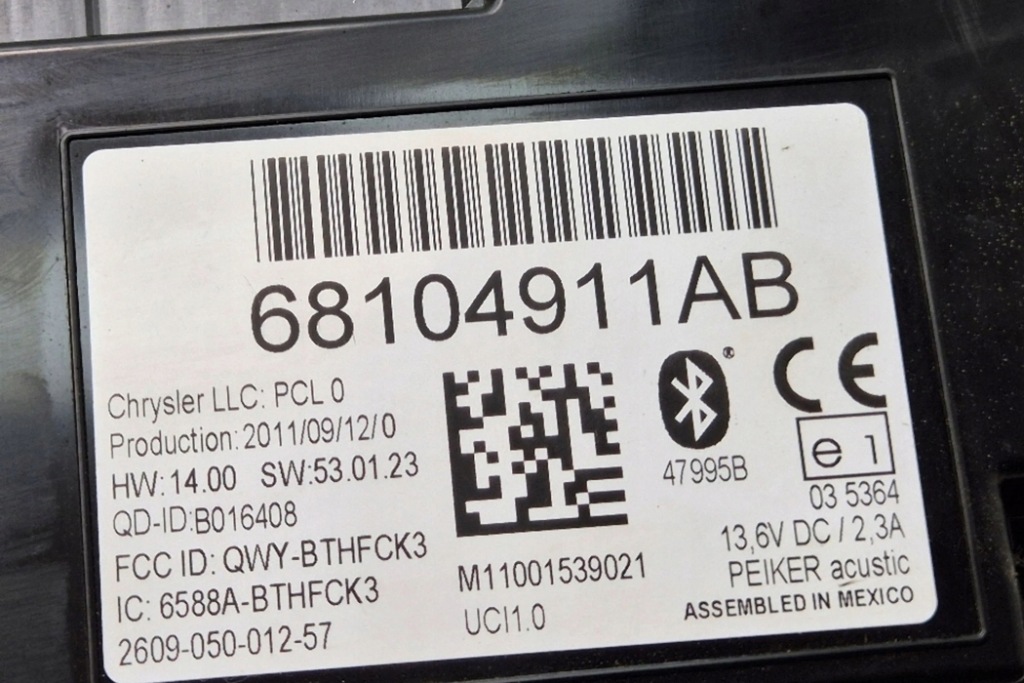 68104911AB
Chrysler LLC: PCL 0
Production: 2011/09/12/0
HW: 14.00 SW:53.01.23
QD-ID:B016408
FCC ID: QWY-BTHFCK3
IC: 6588A-BTHFCK3
2609-050-012-57
M11001539021
UCI1.0
®
CE
47995B
e1
03 5364
13,6V DC / 2,3A
PEIKER acustic
ASSEMBLED IN MEXICO